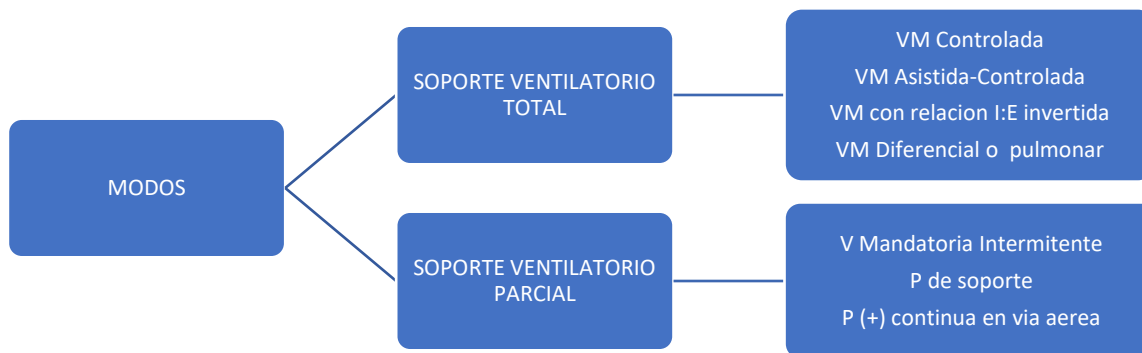 MODOS
SOPORTE VENTILATORIO
TOTAL
VM Controlada
VM Asistida-Controlada
VM con relacion I:E invertida
VM Diferencial o pulmonar
SOPORTE VENTILATORIO
PARCIAL
V Mandatoria Intermitente
P de soporte
P (+) continua en via aerea